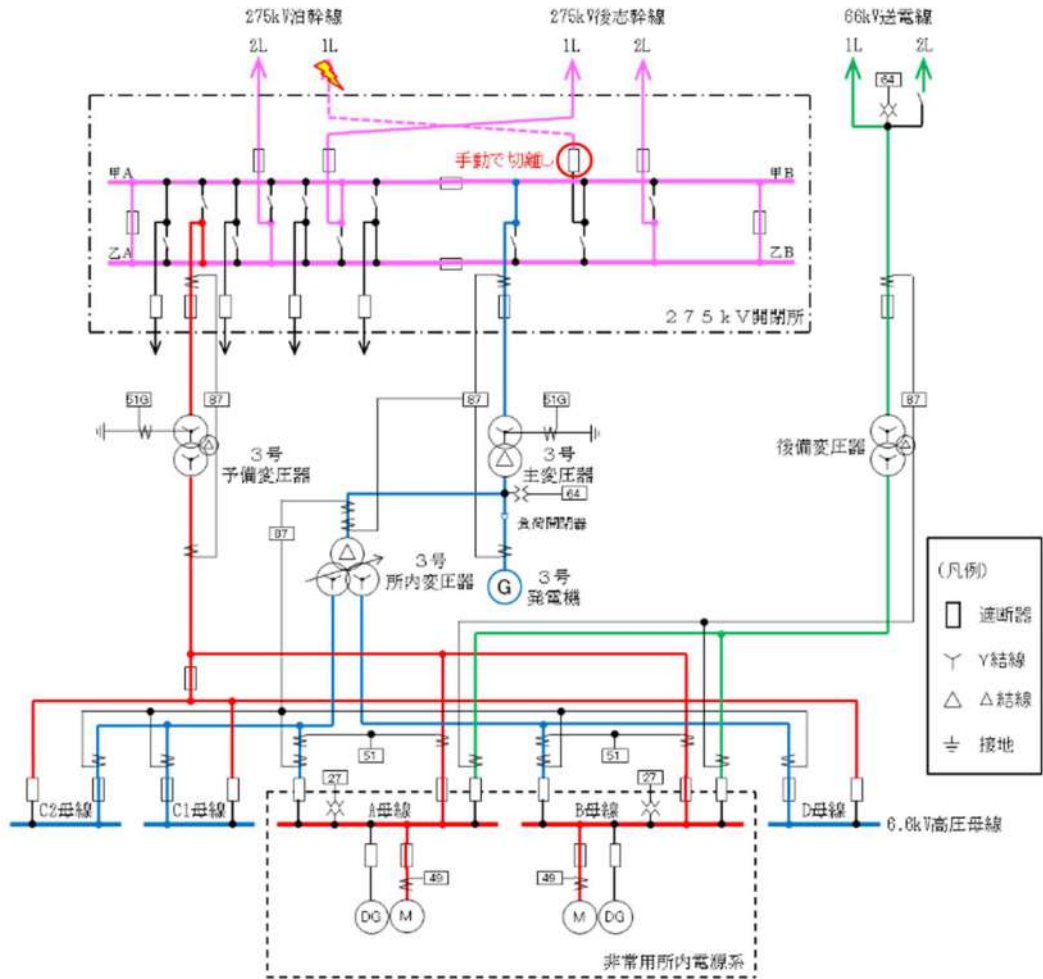 275kV泊幹線
275kV後志幹線
66kV送電線
2L
1L
1L
2L
1L
2L
64
手動で切離し
甲A
甲B
乙A
乙B
275kV開閉所
51G
87
87
51G
87
3号
予備変圧器
3号
主変圧器
後備変圧器
64
負荷開閉器
87
3号
所内変圧器
G
3号
発電機
(凡例)
遮断器
Y結線
△結線
接地
51
51
27
27
C2母線
C1母線
A母線
B母線
D母線
6.6kV高圧母線
49
49
DG
M
M
DG
非常用所内電源系